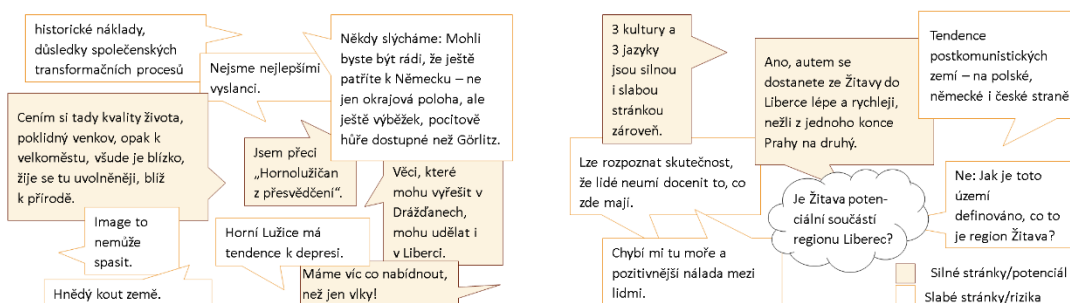 historické náklady,
důsledky společenských
transformačních procesů
Nejsme nejlepšími
vyslanci.
Někdy slýcháme: Mohli
byste být rádi, že ještě
patříte k Německu – ne
jen okrajová poloha, ale
ještě výběžek, pocitově
hůře dostupné než Görlitz.
Cením si tady kvality života,
poklidný venkov, opak k
velkoměstu, všude je blízko,
žije se tu uvolněněji, blíž
k přírodě.
Jsem přeci
„Hornolužičan
z přesvědčení“.
Věci, které
mohu vyřešit v
Drážďanech,
mohu udělat i
v Liberci.
Image to
nemůže
spasit.
Horní Lužice má
tendence k depresi.
Hnědý kout země.
Máme víc co nabídnout,
než jen vlky!
3 kultury a
3 jazyky
jsou silnou
i slabou
stránkou
zároveň.
Ano, autem se
dostanete ze Žitavy do
Liberce lépe a rychleji,
nežli z jednoho konce
Prahy na druhý.
Tendence
postkomunistických
zemí – na polské,
německé i české straně
Lze rozpoznat skutečnost,
že lidé neumí docenit to, co
zde mají.
Je Žitava poten-
ciální součástí
regionu Liberec?
Ne: Jak je toto
území
definováno, co to
je region Žitava?
Chybí mi tu moře a
pozitivnější nálada mezi
lidmi.
Silné stránky/potenciál
Slabé stránky/rizika